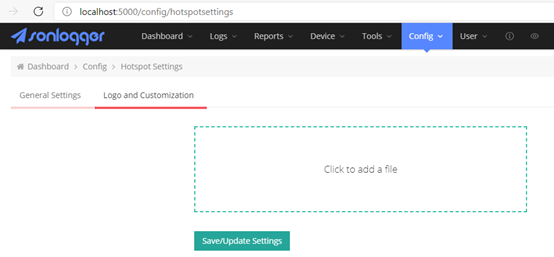 localhost:5000/config/hotspotsettings
sonlogger Dashboard Logs Reports Device Tools Config User
Dashboard > Config > Hotspot Settings
General Settings Logo and Customization
Click to add a file
Save/Update Settings